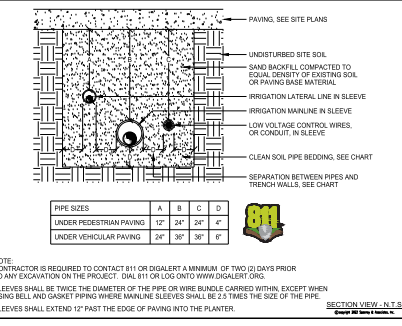 PAVING, SEE SITE PLANS
UNDISTURBED SITE SOIL
SAND BACKFILL COMPACTED TO
EQUAL DENSITY OF EXISTING SOIL
OR PAVING BASE MATERIAL
IRRIGATION LATERAL LINE IN SLEEVE
IRRIGATION MAINLINE IN SLEEVE
LOW VOLTAGE CONTROL WIRES,
OR CONDUIT, IN SLEEVE
CLEAN SOIL PIPE BEDDING, SEE CHART
SEPARATION BETWEEN PIPES AND
TRENCH WALLS, SEE CHART
PIPE SIZES A B C D
UNDER PEDESTRIAN PAVING 12" 24" 24" 4"
UNDER VEHICULAR PAVING 24" 36" 36" 6"
811
NOTE:
ONTRACTOR IS REQUIRED TO CONTACT 811 OR DIGALERT A MINIMUM OF TWO (2) DAYS PRIOR
O ANY EXCAVATION ON THE PROJECT. DIAL 811 OR LOG ONTO WWW.DIGALERT.ORG.
LEEVES SHALL BE TWICE THE DIAMETER OF THE PIPE OR WIRE BUNDLE CARRIED WITHIN, EXCEPT WHEN
SING BELL AND GASKET PIPING WHERE MAINLINE SLEEVES SHALL BE 2.5 TIMES THE SIZE OF THE PIPE.
LEEVES SHALL EXTEND 12" PAST THE EDGE OF PAVING INTO THE PLANTER.
SECTION VIEW - N.T.S.